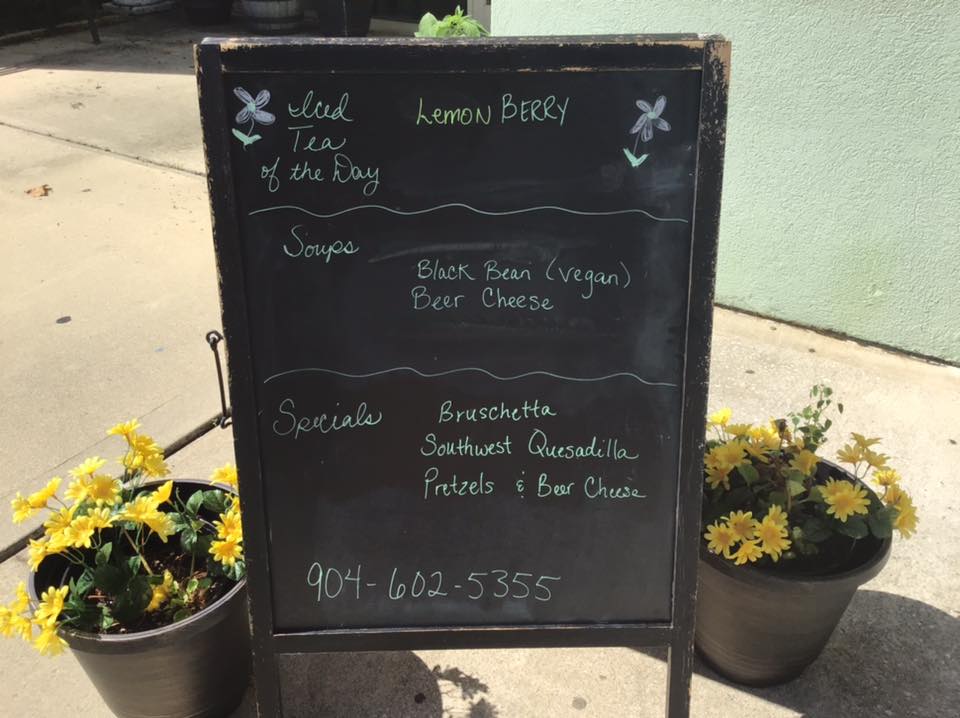 Iced Lemon BERRY
Tea
of the Day
Soups
Black Bean (vegan)
Beer Cheese
Specials Bruschetta
Southwest Quesadilla
Pretzels & Beer Cheese
904-602-5355